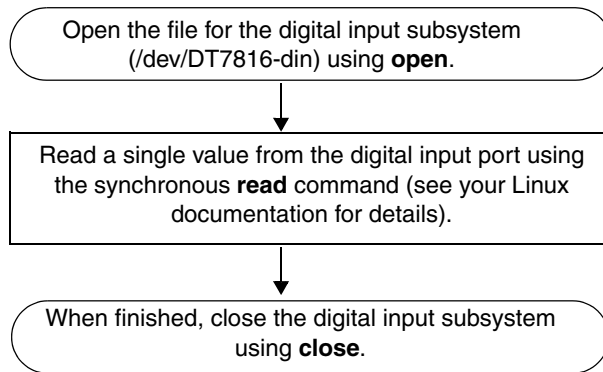 Open the file for the digital input subsystem
(/dev/DT7816-din) using open.
Read a single value from the digital input port using
the synchronous read command (see your Linux
documentation for details).
When finished, close the digital input subsystem
using close.